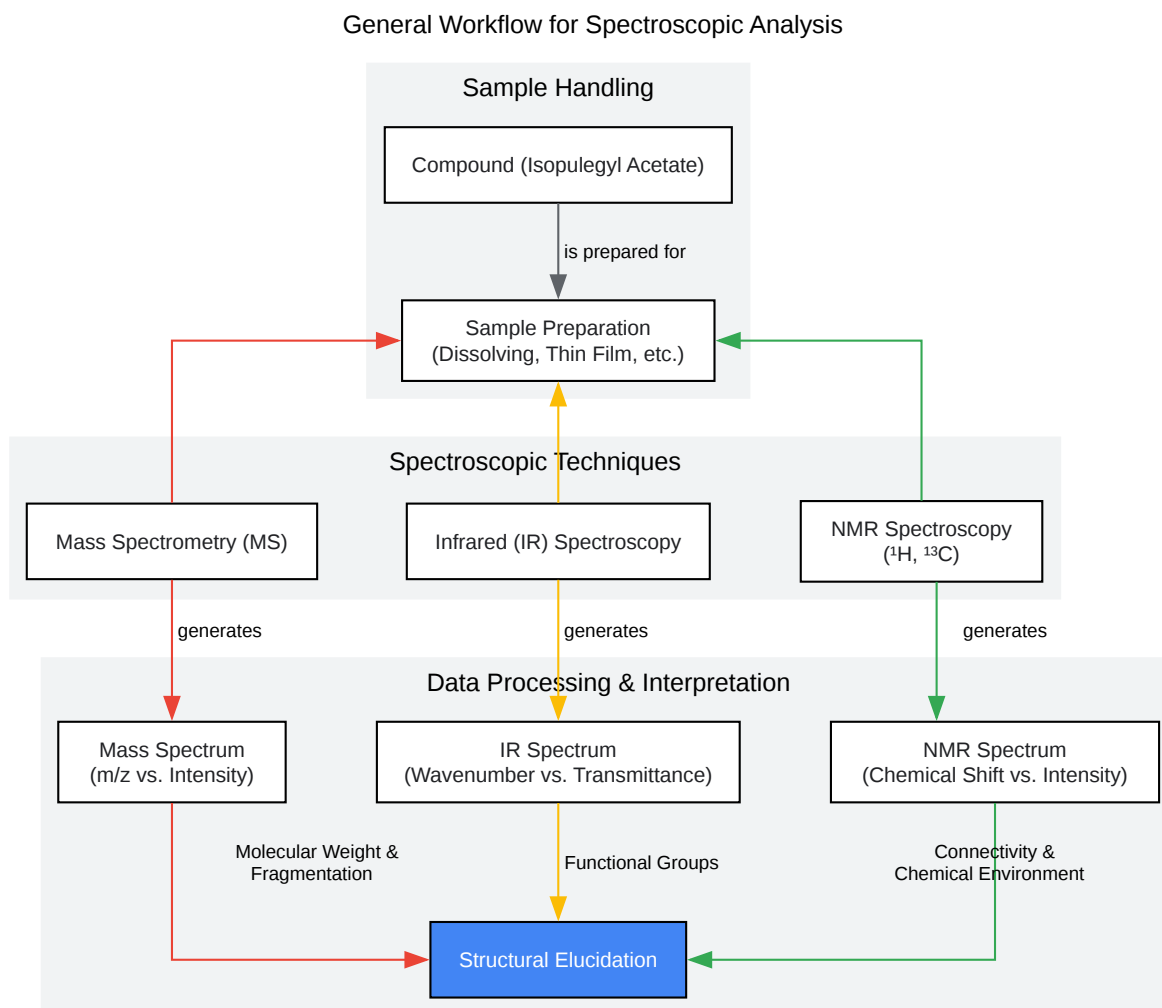 General Workflow for Spectroscopic Analysis
Sample Handling
Compound (Isopulegyl Acetate)
is prepared for
Sample Preparation
(Dissolving, Thin Film, etc.)
Spectroscopic Techniques
Mass Spectrometry (MS)
Infrared (IR) Spectroscopy
NMR Spectroscopy
(¹H, ¹³C)
generates
generates
generates
Data Processing & Interpretation
Mass Spectrum
(m/z vs. Intensity)
IR Spectrum
(Wavenumber vs. Transmittance)
NMR Spectrum
(Chemical Shift vs. Intensity)
Molecular Weight &
Fragmentation
Functional Groups
Connectivity &
Chemical Environment
Structural Elucidation